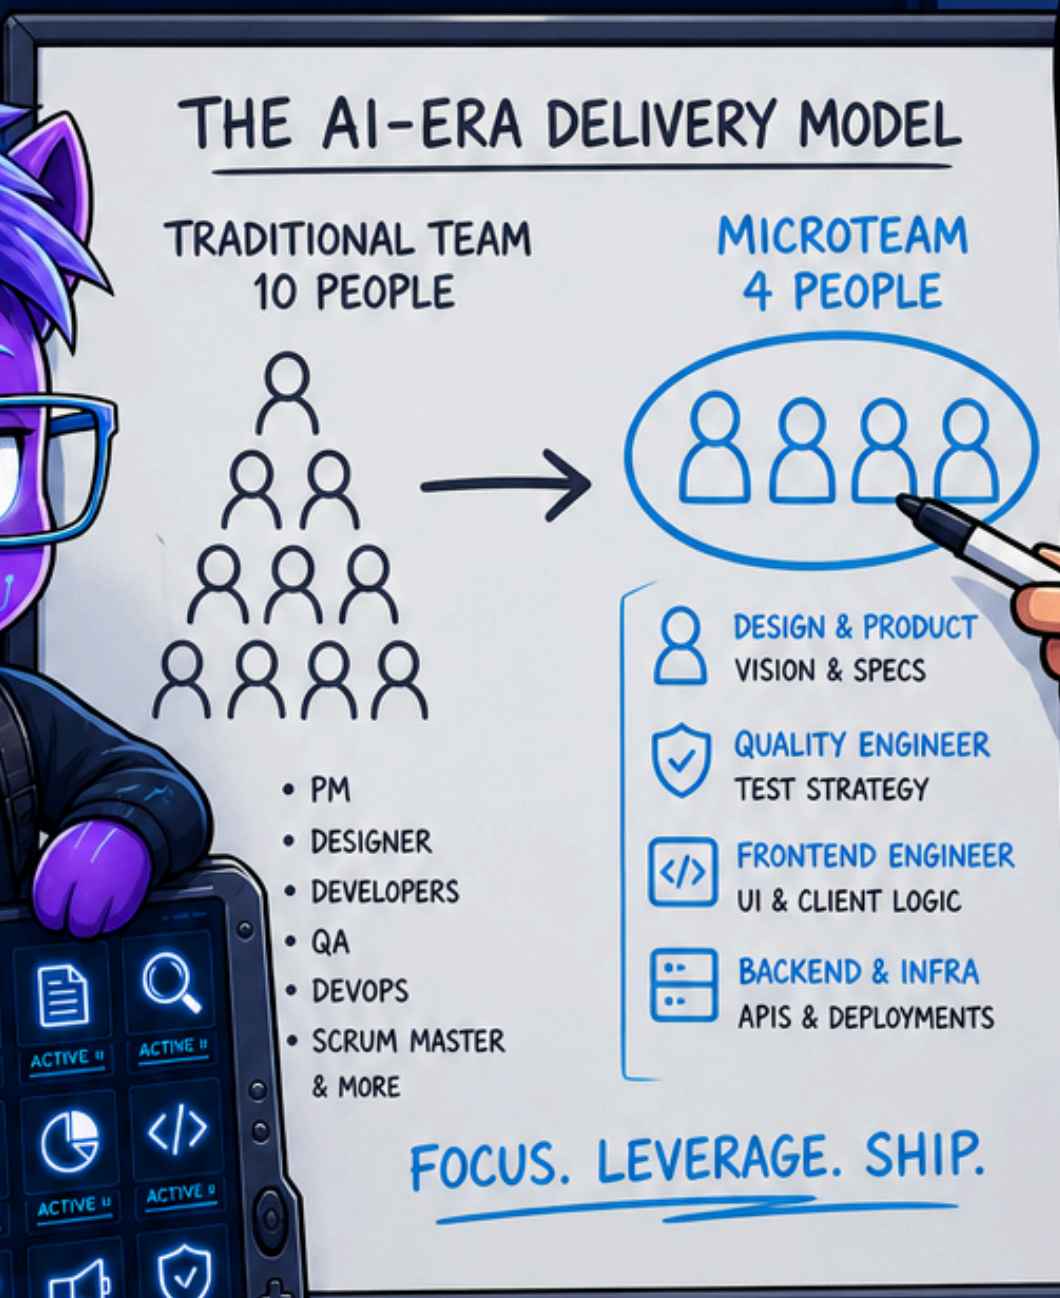 THE AI-ERA DELIVERY MODEL
TRADITIONAL TEAM
10 PEOPLE
MICROTEAM
4 PEOPLE
• PM
• DESIGNER
• DEVELOPERS
• QA
• DEVOPS
• SCRUM MASTER
& MORE
DESIGN & PRODUCT
VISION & SPECS
QUALITY ENGINEER
TEST STRATEGY
</>
FRONTEND ENGINEER
UI & CLIENT LOGIC
BACKEND & INFRA
APIS & DEPLOYMENTS
FOCUS. LEVERAGE. SHIP.
ACTIVE
ACTIVE
</>
ACTIVE
ACTIVE